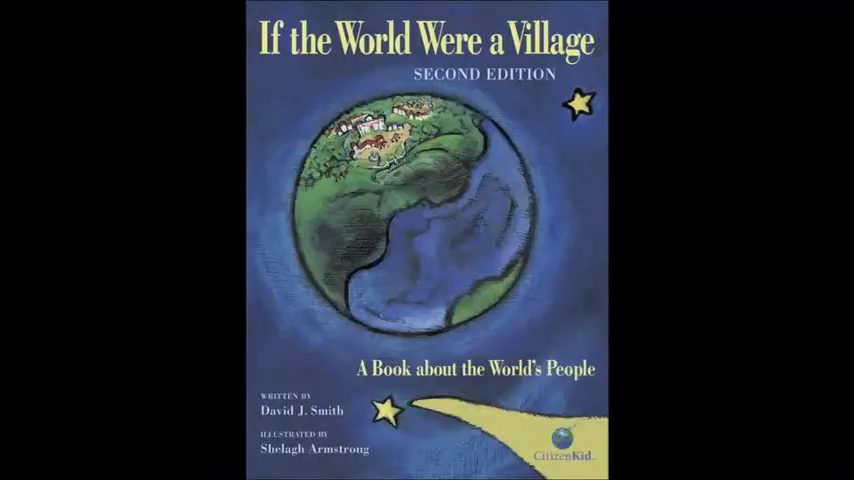 If the World Were a Village
SECOND EDITION
A Book about the World's People
WRITTEN BY
David J. Smith
ILLUSTRATED BY
Shelagh Armstrong
CitizenKid